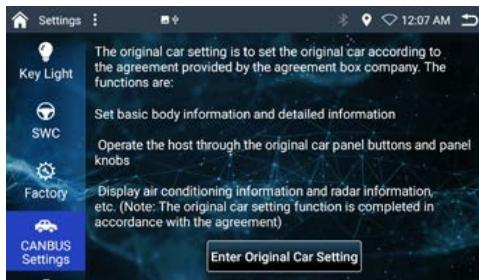 Settings
12:07 AM
Key Light
SWC
Factory
CANBUS
Settings
The original car setting is to set the original car according to
the agreement provided by the agreement box company. The
functions are:
Set basic body information and detailed information
Operate the host through the original car panel buttons and panel
knobs
Display air conditioning information and radar information,
etc. (Note: The original car setting function is completed in
accordance with the agreement)
Enter Original Car Setting